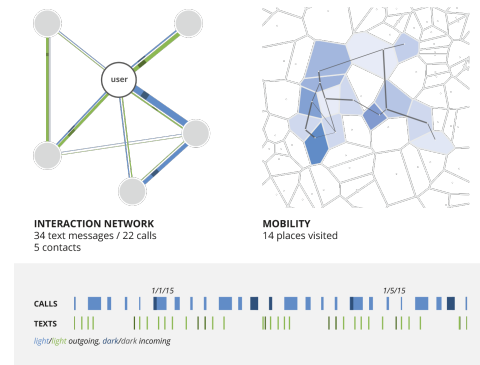 user
INTERACTION NETWORK
34 text messages / 22 calls
5 contacts
MOBILITY
14 places visited
1/1/15
1/5/15
CALLS
TEXTS
light/light outgoing, dark/dark incoming